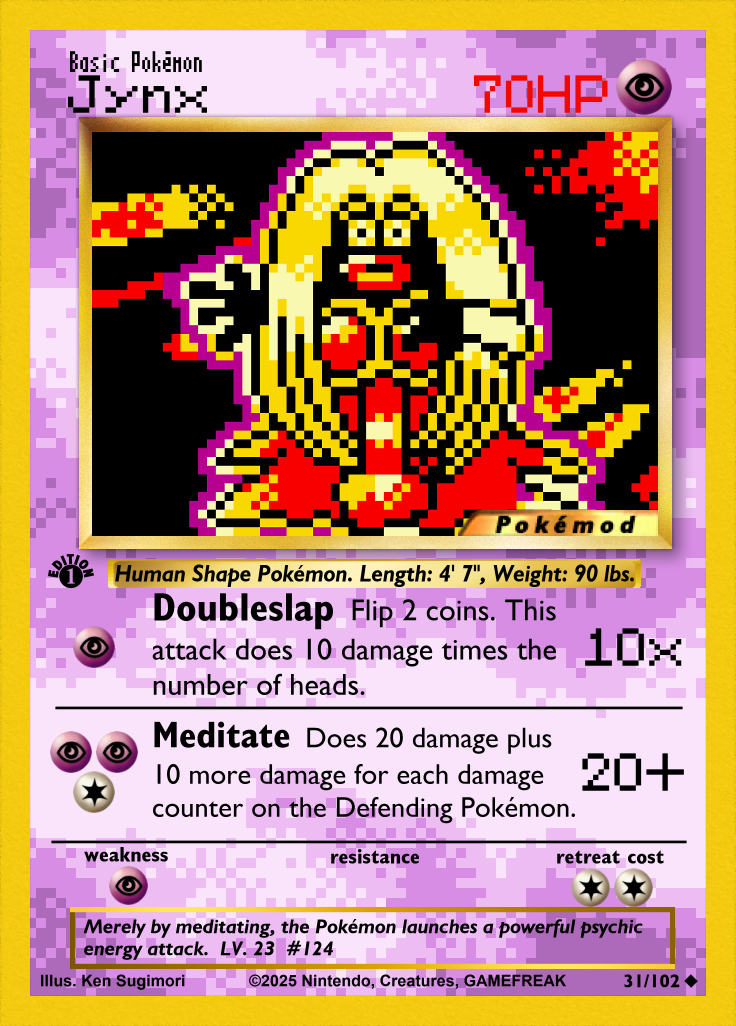 Basic Pokémon
Jynx
70HP
Pokémod
EDITION
1
Human Shape Pokémon. Length: 4' 7", Weight: 90 lbs.
Doubleslap Flip 2 coins. This
attack does 10 damage times the
number of heads.
10x
Meditate Does 20 damage plus
10 more damage for each damage
counter on the Defending Pokémon.
20+
weakness resistance retreat cost
Merely by meditating, the Pokémon launches a powerful psychic
energy attack. LV. 23 #124
Illus. Ken Sugimori ©2025 Nintendo, Creatures, GAMEFREAK 31/102